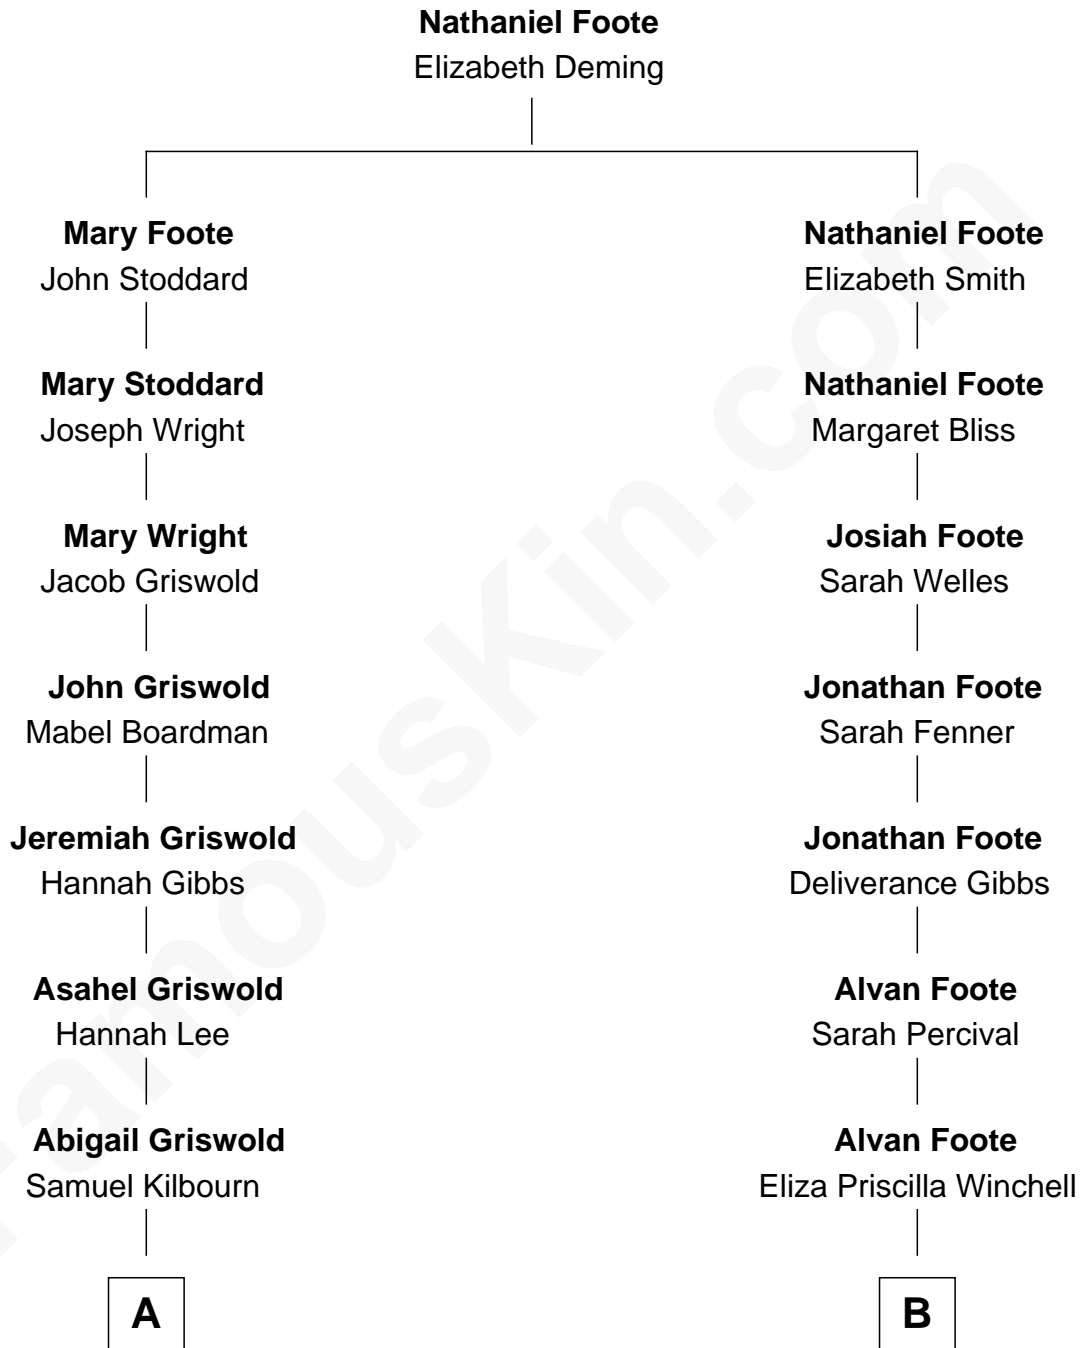 Nathaniel Foote
Elizabeth Deming
Mary Foote
John Stoddard
Nathaniel Foote
Elizabeth Smith
Mary Stoddard
Joseph Wright
Nathaniel Foote
Margaret Bliss
Mary Wright
Jacob Griswold
Josiah Foote
Sarah Welles
John Griswold
Mabel Boardman
Jonathan Foote
Sarah Fenner
Jeremiah Griswold
Hannah Gibbs
Jonathan Foote
Deliverance Gibbs
Asahel Griswold
Hannah Lee
Alvan Foote
Sarah Percival
Abigail Griswold
Samuel Kilbourn
Alvan Foote
Eliza Priscilla Winchell
A
B
FamousKin.com